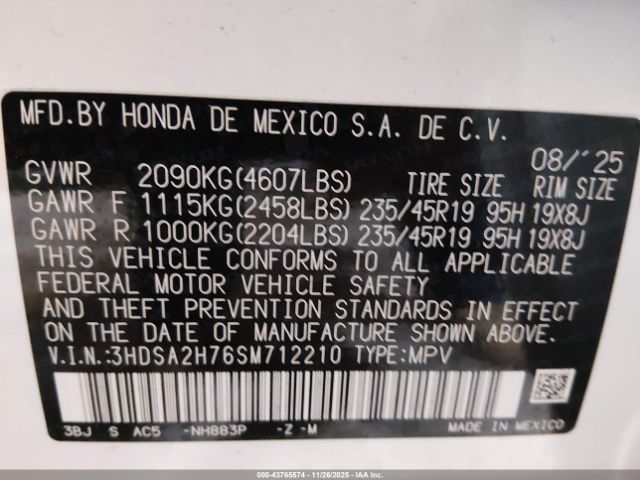 MFD.BY HONDA DE MEXICO S.A. DE C.V.
08/'25
GVWR 2090KG(4607LBS) TIRE SIZE RIM SIZE
GAWR F 1115KG(2458LBS) 235/45R19 95H 19X8J
GAWR R 1000KG(2204LBS) 235/45R19 95H 19X8J
THIS VEHICLE CONFORMS TO ALL APPLICABLE
FEDERAL MOTOR VEHICLE SAFETY
AND THEFT PREVENTION STANDARDS IN EFFECT
ON THE DATE OF MANUFACTURE SHOWN ABOVE.
V.I.N.:3HDSA2H76SM712210 TYPE:MPV
3BJ S AC5 -NH883P -Z -M MADE IN MEXICO
00-43765574 | 11/26/2025 | IAAI.com